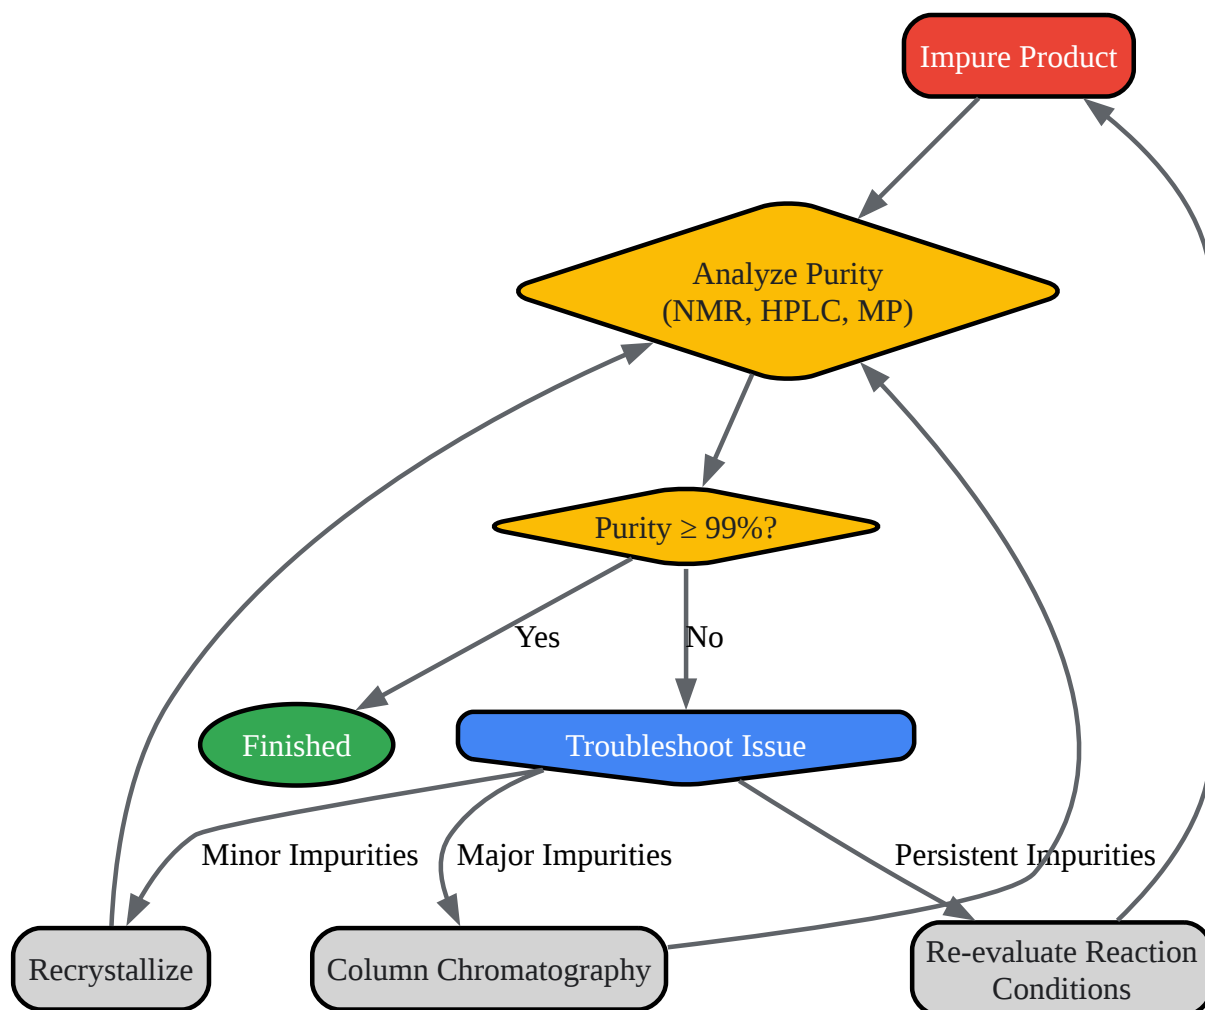 Impure Product
Analyze Purity
(NMR, HPLC, MP)
Purity ≥ 99%?
Yes
No
Finished
Troubleshoot Issue
Minor Impurities
Major Impurities
Persistent Impurities
Recrystallize
Column Chromatography
Re-evaluate Reaction
Conditions